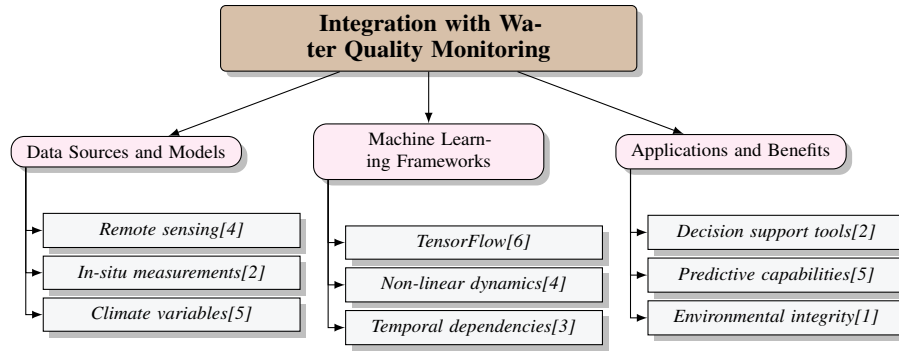 Integration with Wa-
ter Quality Monitoring
Data Sources and Models
Remote sensing[4]
In-situ measurements[2]
Climate variables[5]
Machine Learn-
ing Frameworks
TensorFlow[6]
Non-linear dynamics[4]
Temporal dependencies[3]
Applications and Benefits
Decision support tools[2]
Predictive capabilities[5]
Environmental integrity[1]